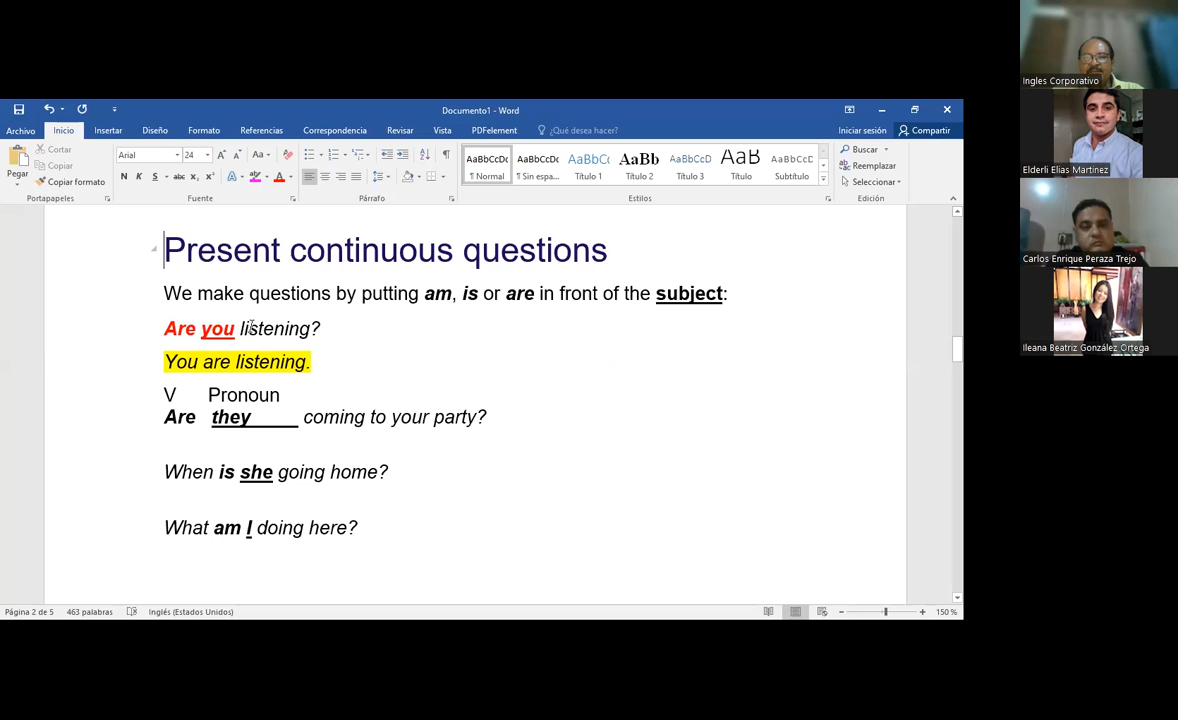 Documento1 - Word
Archivo Inicio Insertar Diseño Formato Referencias Correspondencia Revisar Vista PDFelement ¿Qué desea hacer? Iniciar sesión Compartir
Pegar
Cortar
Copiar
Copiar formato
Portapapeles
Arial 24
N K S abc x₂ x²
Fuente
Párrafo
AaBbCcDc AaBbCcDc AaBbC AaBb AaBbCcD AaB AaBbCcD
¶ Normal ¶ Sin espa... Título 1 Título 2 Título 3 Título Subtítulo
Estilos
Buscar
Reemplazar
Seleccionar
Edición
Present continuous questions
We make questions by putting am, is or are in front of the subject:
Are you listening?
You are listening.
V Pronoun
Are they coming to your party?
When is she going home?
What am I doing here?
Página 2 de 5 463 palabras Inglés (Estados Unidos) 150 %
Ingles Corporativo
Elderli Elias Martinez
Carlos Enrique Peraza Trejo
Ileana Beatriz González Ortega